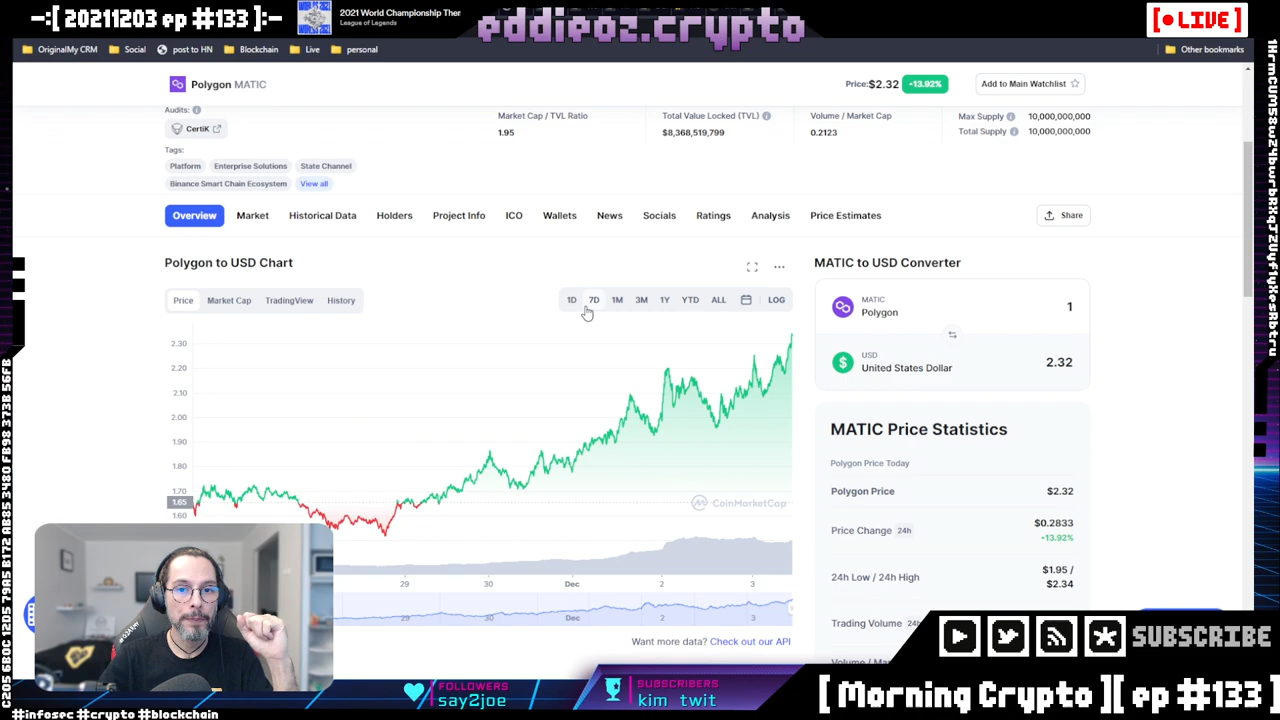 -:[ 20211203 ep #133 ]:-
2021 World Championship Ther
League of Legends
eddieoz.crypto
[•LIVE]
OriginalMy CRM
Social
post to HN
Blockchain
Live
personal
Other bookmarks
Polygon MATIC
Price:$2.32
-13.92%
Add to Main Watchlist
Audits:
CertiK
Tags:
Platform
Enterprise Solutions
State Channel
Binance Smart Chain Ecosystem
View all
Market Cap / TVL Ratio
1.95
Total Value Locked (TVL)
$8,368,519,799
Volume / Market Cap
0.2123
Max Supply
10,000,000,000
Total Supply
10,000,000,000
Overview
Market
Historical Data
Holders
Project Info
ICO
Wallets
News
Socials
Ratings
Analysis
Price Estimates
Share
Polygon to USD Chart
Price
Market Cap
TradingView
History
1D
7D
1M
3M
1Y
YTD
ALL
LOG
2.30
2.20
2.10
2.00
1.90
1.80
1.70
1.65
1.60
CoinMarketCap
29
30
Dec
2
3
29
30
Dec
2
3
Want more data? Check out our API
MATIC to USD Converter
MATIC
Polygon
1
USD
United States Dollar
2.32
MATIC Price Statistics
Polygon Price Today
Polygon Price
$2.32
Price Change 24h
$0.2833
-13.92%
24h Low / 24h High
$1.95 /
$2.34
Trading Volume 24h
SUBSCRIBE
FOLLOWERS
say2joe
SUBSCRIBERS
kim twit
[ Morning Crypto ][ ep #133 ]
#infosec #crypto #blockchain